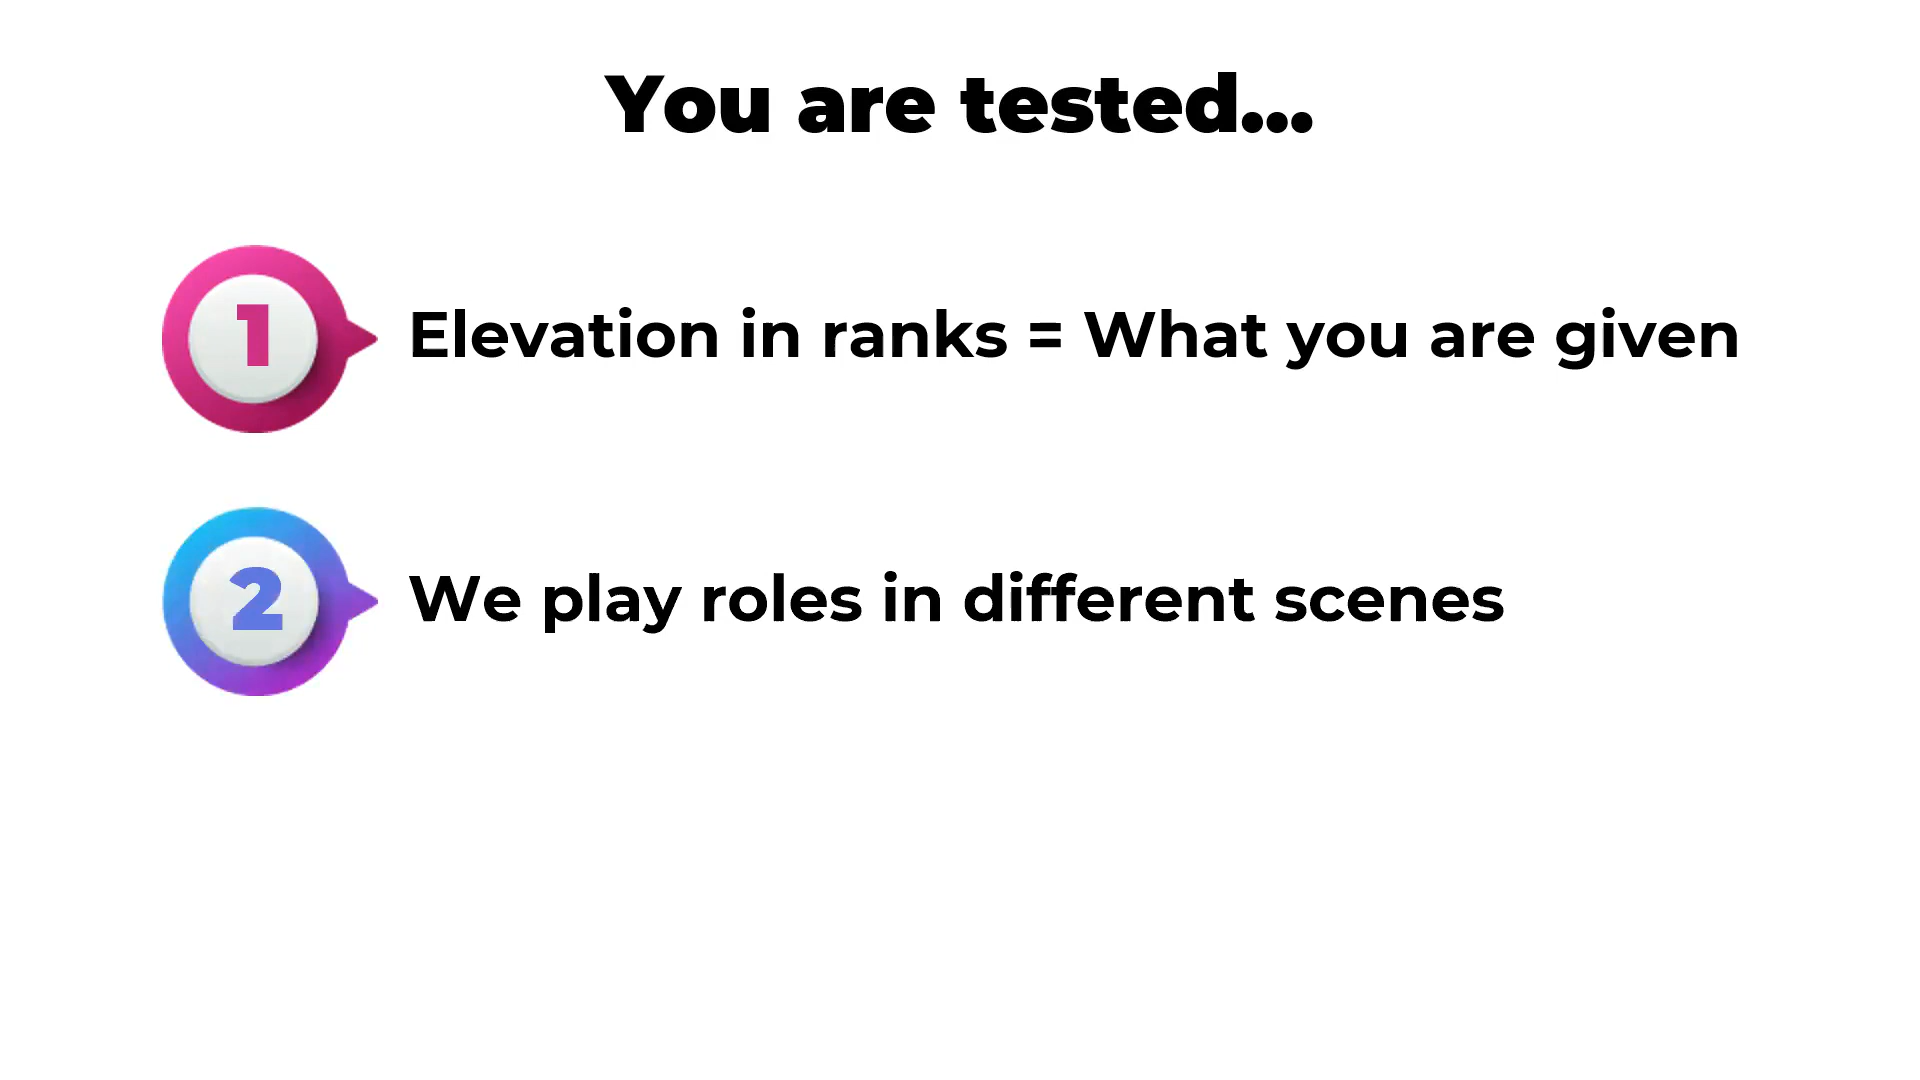 You are tested...
1
Elevation in ranks = What you are given
2
We play roles in different scenes